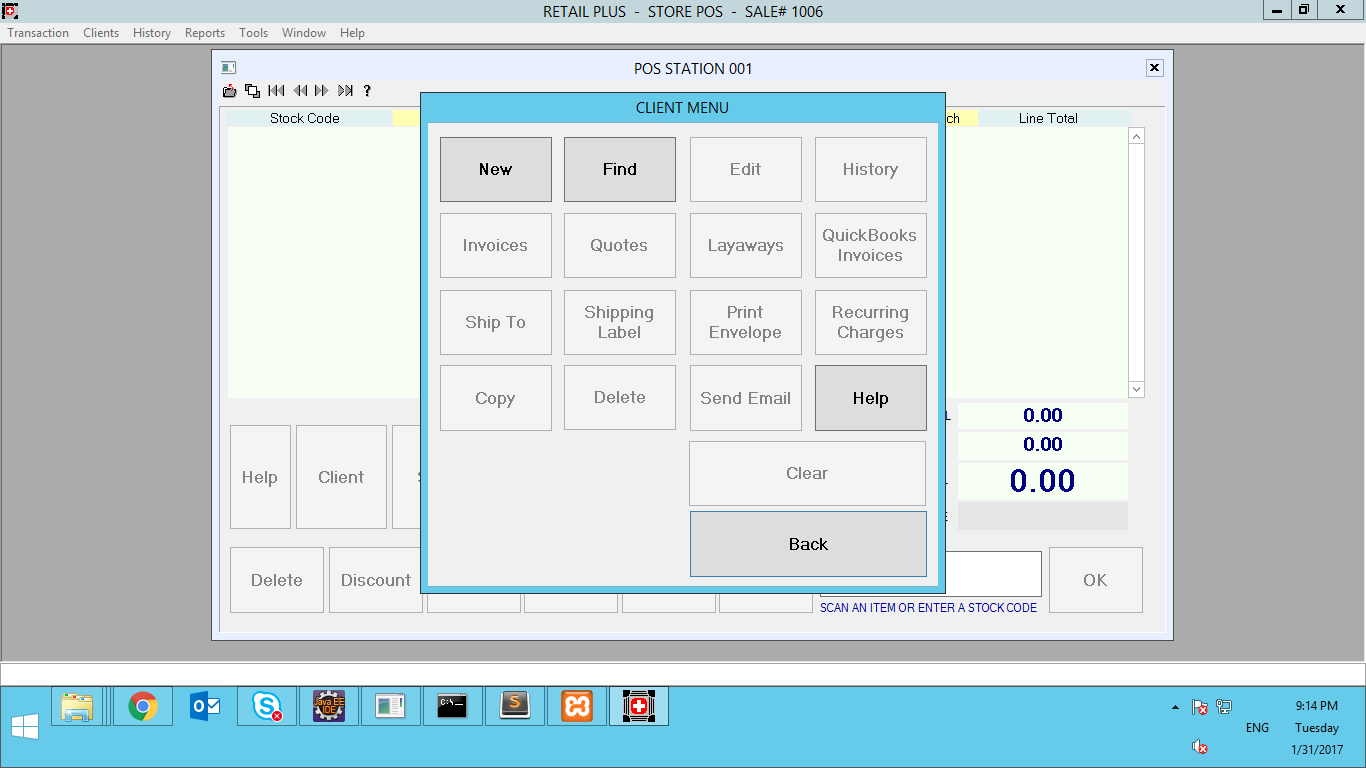 RETAIL PLUS - STORE POS - SALE# 1006
Transaction Clients History Reports Tools Window Help
POS STATION 001
?
CLIENT MENU
Stock Code ch Line Total
New Find Edit History
Invoices Quotes Layaways QuickBooks
Invoices
Ship To Shipping
Label
Print
Envelope
Recurring
Charges
Copy Delete Send Email Help
L 0.00
0.00
Clear
0.00
Help Client
Back
Delete Discount OK
SCAN AN ITEM OR ENTER A STOCK CODE
Java EE
IDE
C:\
S
9:14 PM
ENG Tuesday
1/31/2017